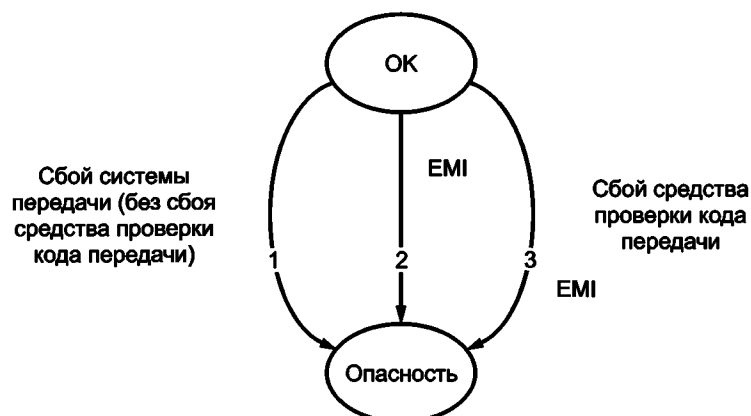 OK
EMI
Сбой системы
передачи (без сбоя
средства проверки
кода передачи)
Сбой средства
проверки кода
передачи
1
2
3
EMI
Опасность